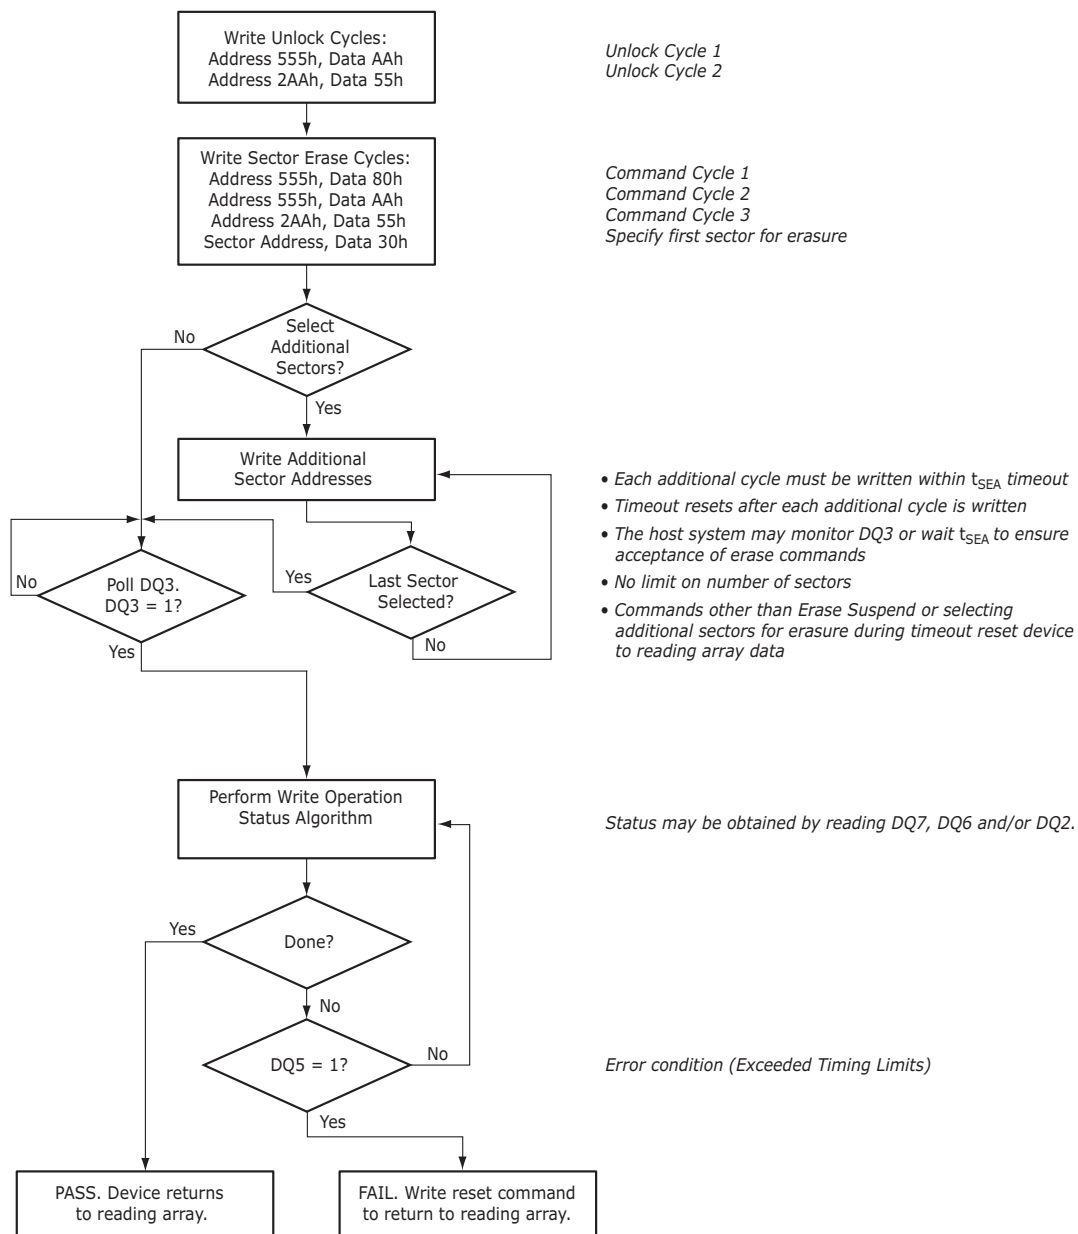 Write Unlock Cycles:
Address 555h, Data AAh
Address 2AAh, Data 55h
Unlock Cycle 1
Unlock Cycle 2
Write Sector Erase Cycles:
Address 555h, Data 80h
Address 555h, Data AAh
Address 2AAh, Data 55h
Sector Address, Data 30h
Command Cycle 1
Command Cycle 2
Command Cycle 3
Specify first sector for erasure
Select
Additional
Sectors?
No
Yes
Write Additional
Sector Addresses
• Each additional cycle must be written within tSEA timeout
• Timeout resets after each additional cycle is written
• The host system may monitor DQ3 or wait tSEA to ensure
acceptance of erase commands
• No limit on number of sectors
• Commands other than Erase Suspend or selecting
additional sectors for erasure during timeout reset device
to reading array data
Poll DQ3.
DQ3 = 1?
No
Yes
Last Sector
Selected?
Yes
No
Perform Write Operation
Status Algorithm
Status may be obtained by reading DQ7, DQ6 and/or DQ2.
Done?
Yes
No
DQ5 = 1?
No
Yes
Error condition (Exceeded Timing Limits)
PASS. Device returns
to reading array.
FAIL. Write reset command
to return to reading array.